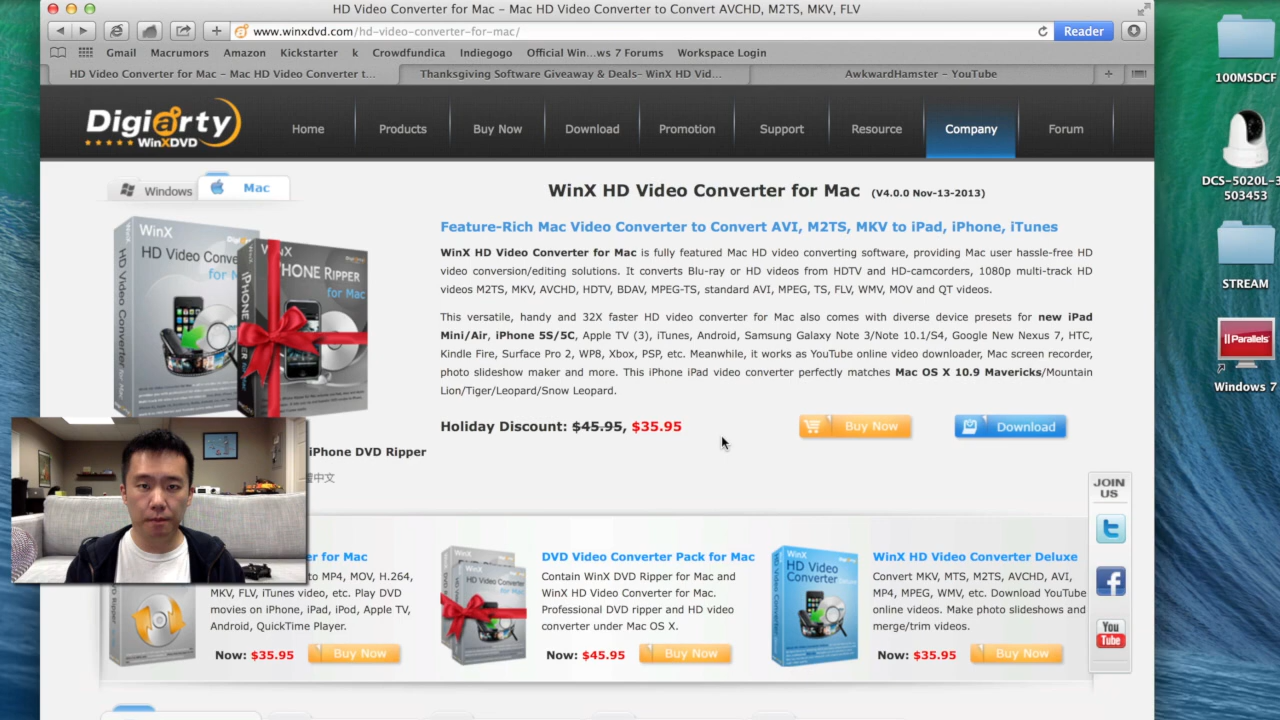 HD Video Converter for Mac – Mac HD Video Converter to Convert AVCHD, M2TS, MKV, FLV
www.winxdvd.com/hd-video-converter-for-mac/
Reader
Gmail Macrumors Amazon Kickstarter k Crowdfundica Indiegogo Official Win...ws 7 Forums Workspace Login
HD Video Converter for Mac – Mac HD Video Converter t... Thanksgiving Software Giveaway & Deals- WinX HD Vid... AwkwardHamster – YouTube
100MSDCF
DCS-5020L-3
503453
STREAM
Parallels
Windows 7
Digiarty
WinXDVD
Home Products Buy Now Download Promotion Support Resource Company Forum
Windows Mac
WinX HD Video Converter for Mac (V4.0.0 Nov-13-2013)
Feature-Rich Mac Video Converter to Convert AVI, M2TS, MKV to iPad, iPhone, iTunes
WinX HD Video Converter for Mac is fully featured Mac HD video converting software, providing Mac user hassle-free HD
video conversion/editing solutions. It converts Blu-ray or HD videos from HDTV and HD-camcorders, 1080p multi-track HD
videos M2TS, MKV, AVCHD, HDTV, BDAV, MPEG-TS, standard AVI, MPEG, TS, FLV, WMV, MOV and QT videos.
This versatile, handy and 32X faster HD video converter for Mac also comes with diverse device presets for new iPad
Mini/Air, iPhone 5S/5C, Apple TV (3), iTunes, Android, Samsung Galaxy Note 3/Note 10.1/S4, Google New Nexus 7, HTC,
Kindle Fire, Surface Pro 2, WP8, Xbox, PSP, etc. Meanwhile, it works as YouTube online video downloader, Mac screen recorder,
photo slideshow maker and more. This iPhone iPad video converter perfectly matches Mac OS X 10.9 Mavericks/Mountain
Lion/Tiger/Leopard/Snow Leopard.
Holiday Discount: $45.95, $35.95
Buy Now Download
WinX
HD Video Conve
for M
HD Video Converter for Mac
PHONE RIPPER
for Mac
iPhone DVD Ripper
中文
JOIN
US
You
Tube
er for Mac
to MP4, MOV, H.264,
MKV, FLV, iTunes video, etc. Play DVD
movies on iPhone, iPad, iPod, Apple TV,
Android, QuickTime Player.
Now: $35.95 Buy Now
DVD Video Converter Pack for Mac
Contain WinX DVD Ripper for Mac and
WinX HD Video Converter for Mac.
Professional DVD ripper and HD video
converter under Mac OS X.
Now: $45.95 Buy Now
WinX
HD Video
Converter
WinX HD Video Converter Deluxe
Convert MKV, MTS, M2TS, AVCHD, AVI,
MP4, MPEG, WMV, etc. Download YouTube
online videos. Make photo slideshows and
merge/trim videos.
Now: $35.95 Buy Now